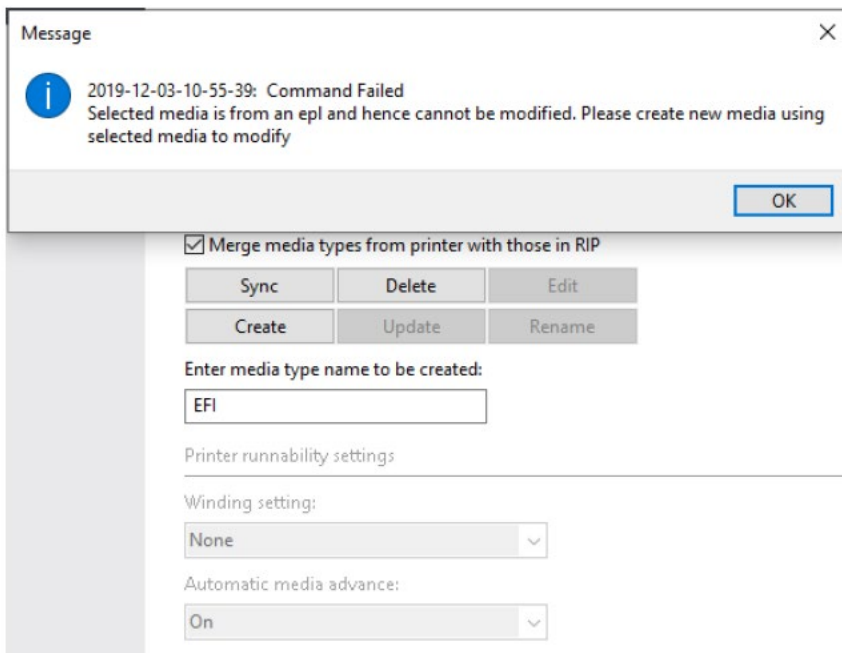 Message
2019-12-03-10-55-39: Command Failed
Selected media is from an epl and hence cannot be modified. Please create new media using
selected media to modify
OK
Merge media types from printer with those in RIP
Sync Delete Edit
Create Update Rename
Enter media type name to be created:
EFI
Printer runnability settings
Winding setting:
None
Automatic media advance:
On